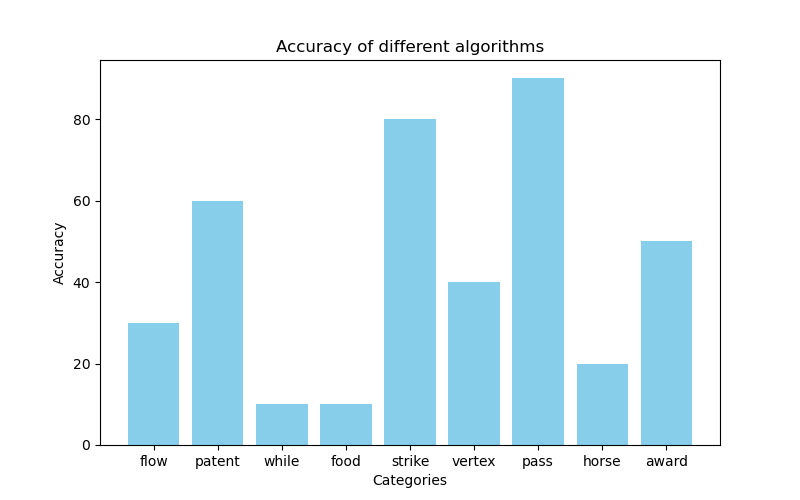 Accuracy of different algorithms
Accuracy
80
60
40
20
0
flow patent while food strike vertex pass horse award
Categories